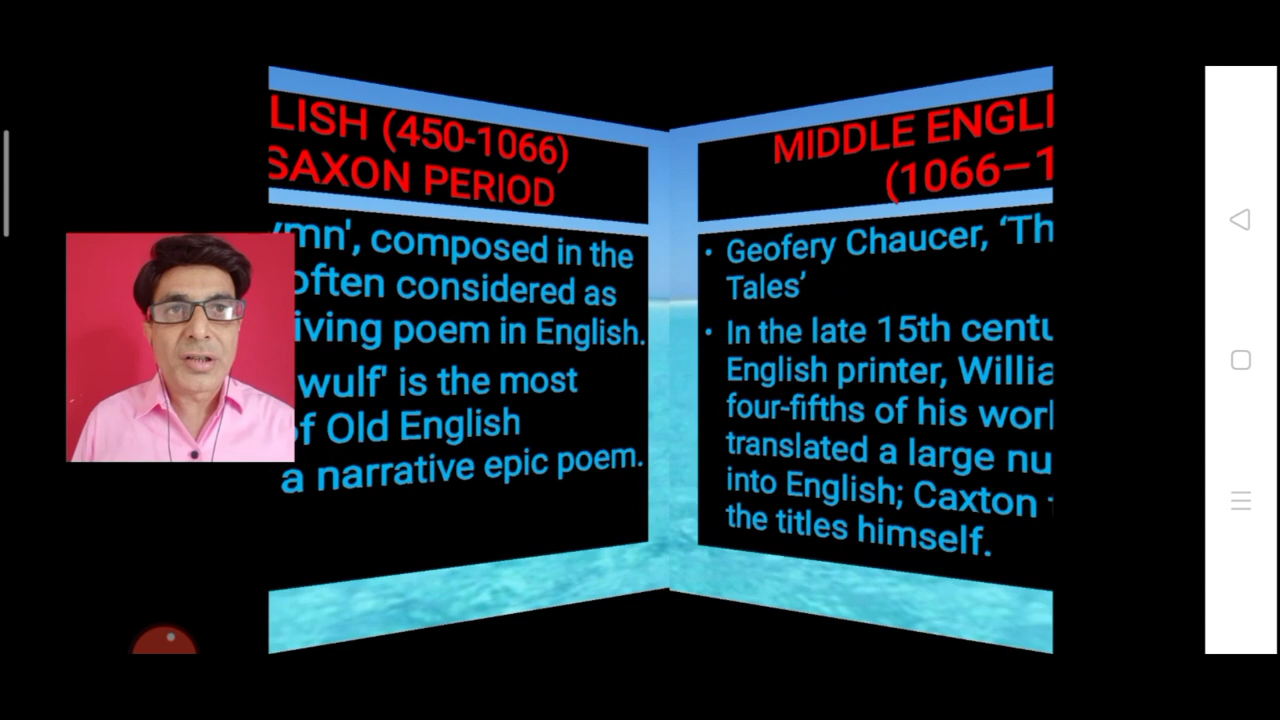 LISH (450-1066)
SAXON PERIOD
ymn', composed in the
often considered as
iving poem in English.
wulf' is the most
of Old English
a narrative epic poem.
MIDDLE ENGLI
(1066–1
• Geofery Chaucer, ‘Th
Tales’
• In the late 15th centu
English printer, Willia
four-fifths of his worl
translated a large nu
into English; Caxton
the titles himself.